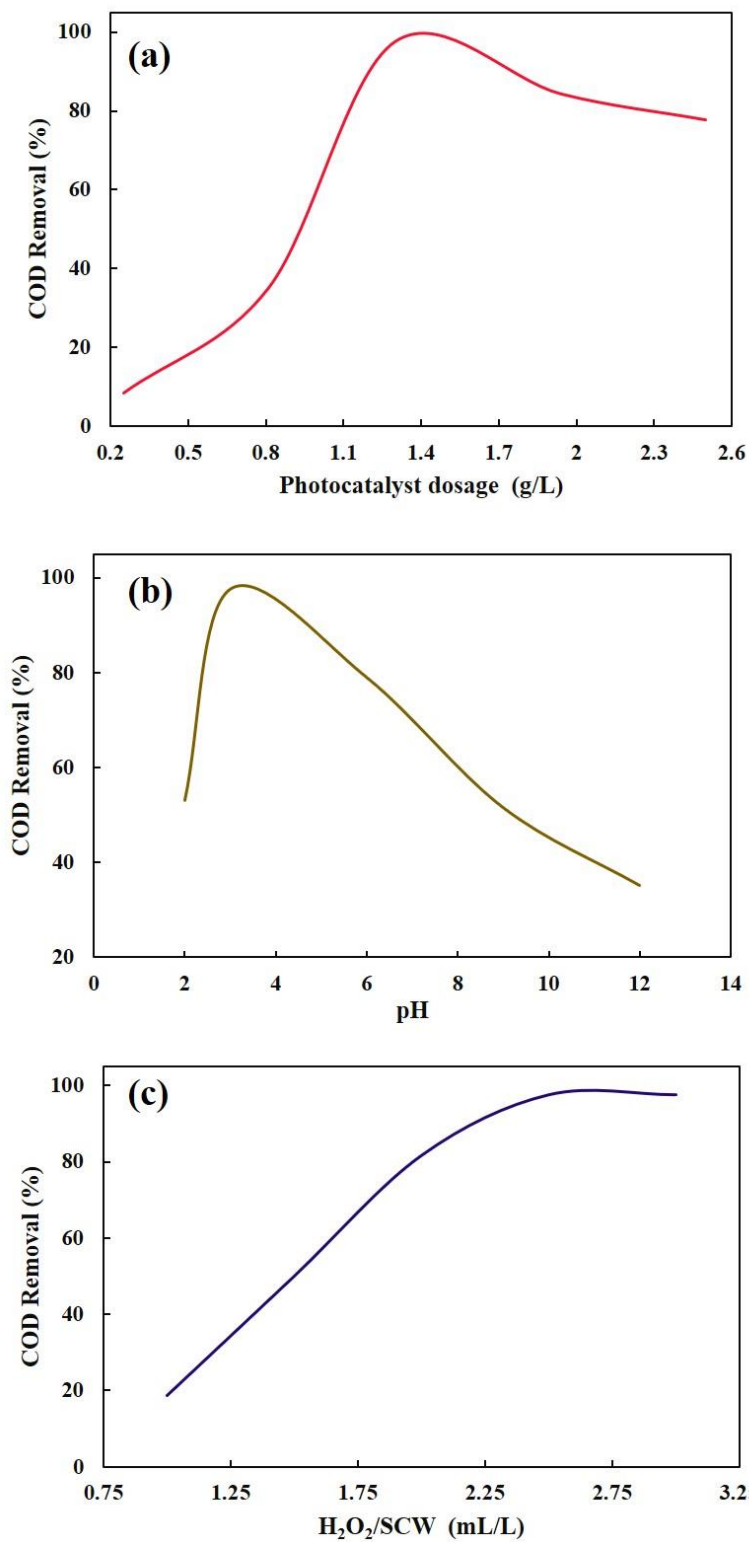 (a)
COD Removal (%)
100
80
60
40
20
0
0.2 0.5 0.8 1.1 1.4 1.7 2 2.3 2.6
Photocatalyst dosage (g/L)
(b)
COD Removal (%)
100
80
60
40
20
0 2 4 6 8 10 12 14
pH
(c)
COD Removal (%)
100
80
60
40
20
0
0.75 1.25 1.75 2.25 2.75 3.2
H₂O₂/SCW (mL/L)